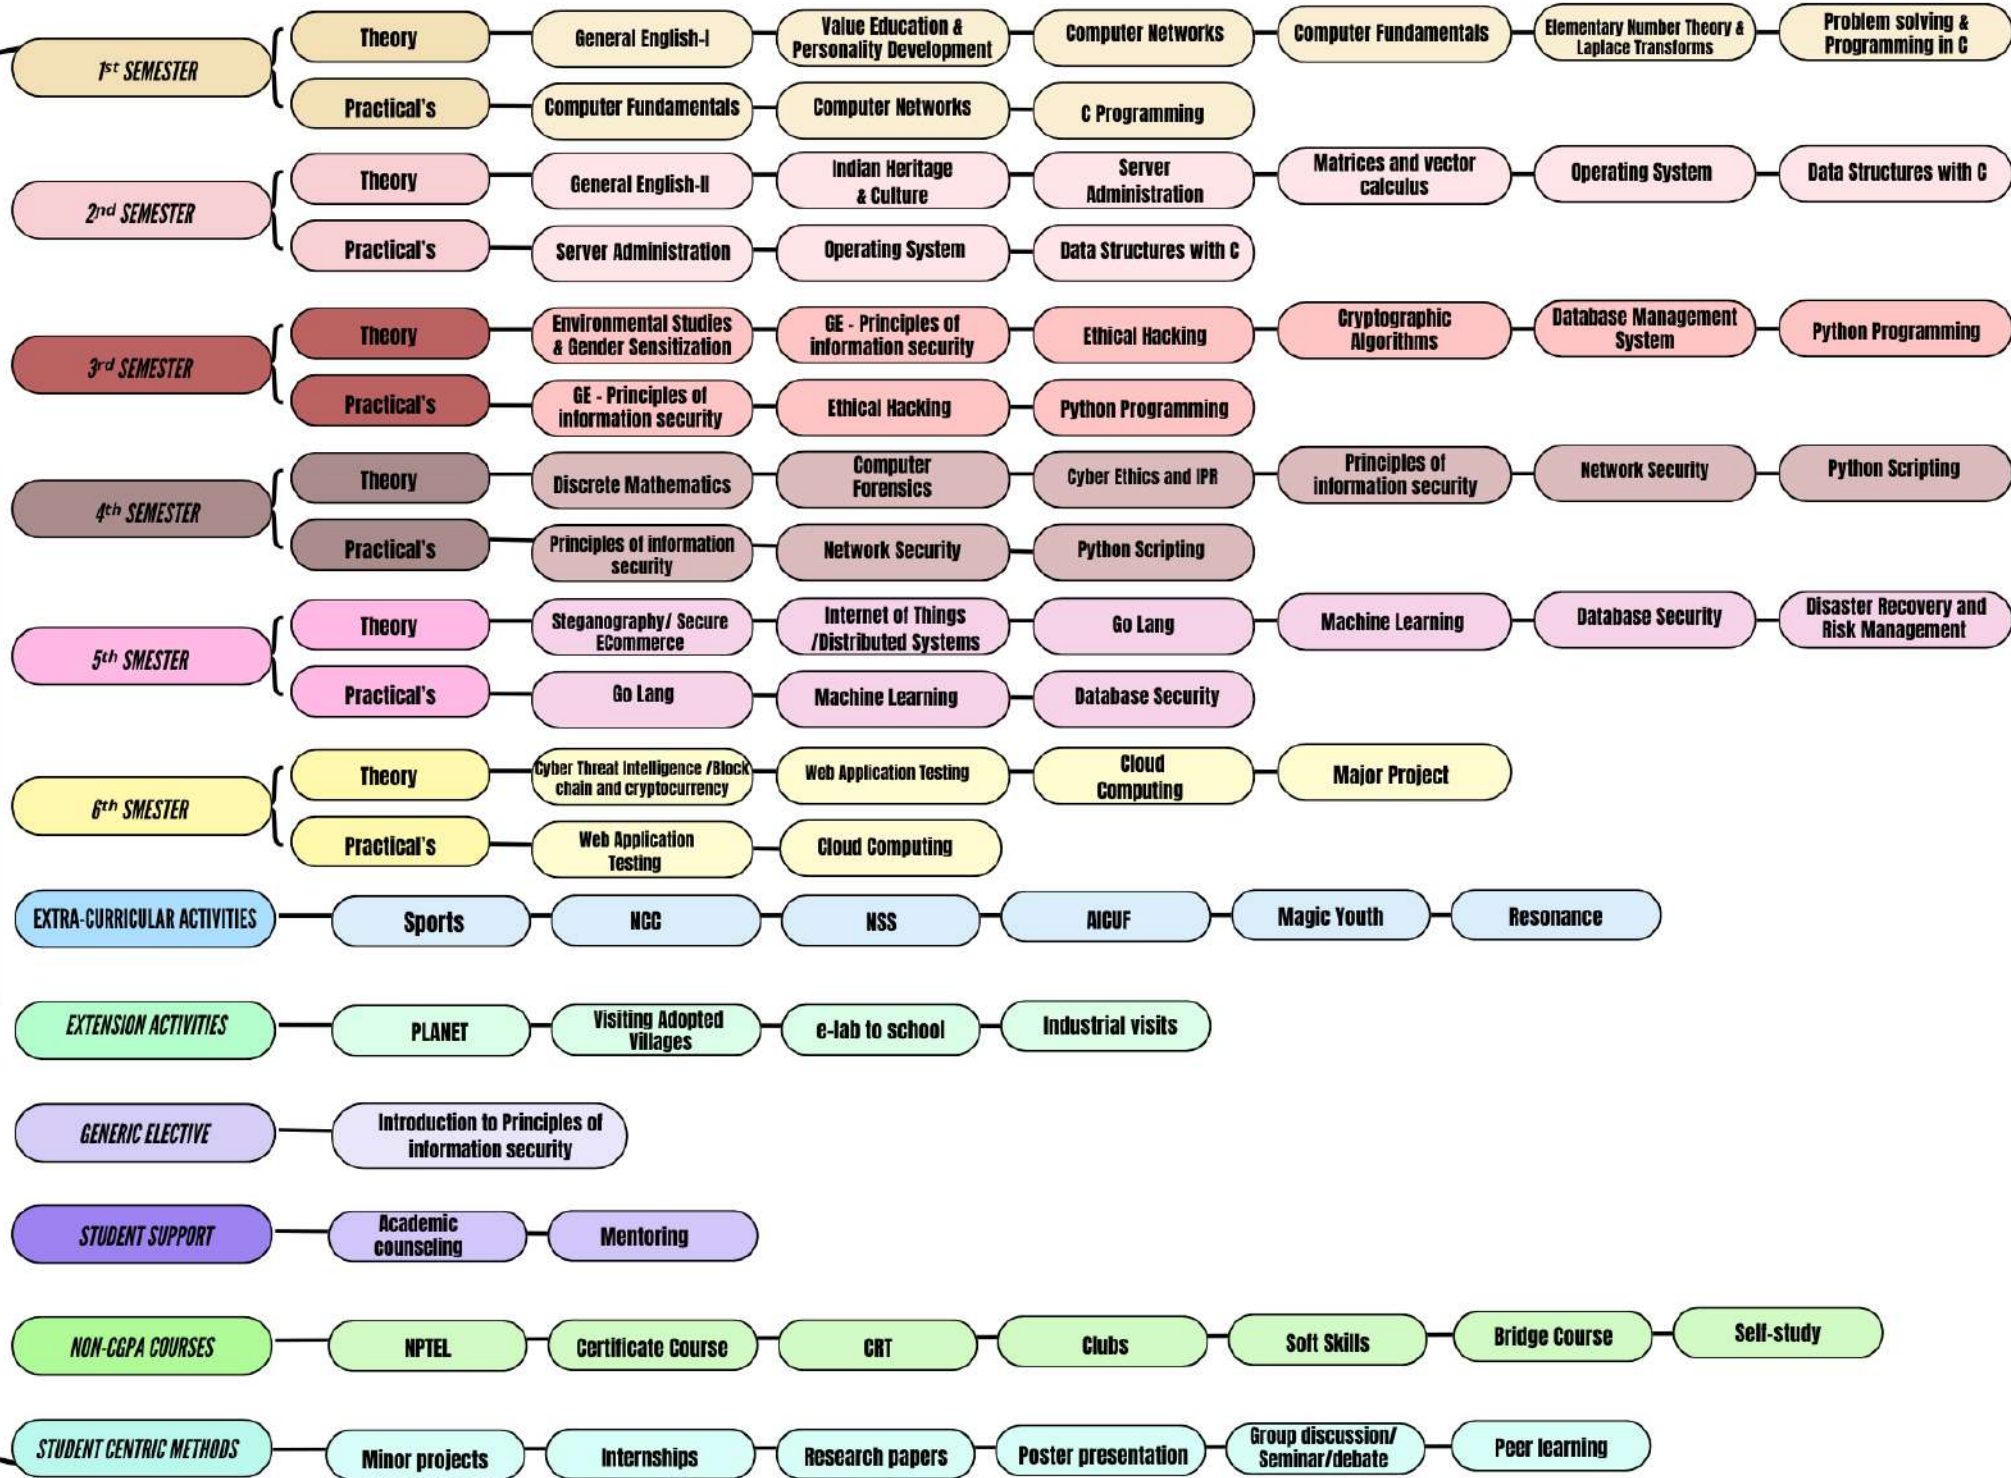 1st SEMESTER
Theory
General English-I
Value Education &
Personality Development
Computer Networks
Computer Fundamentals
Elementary Number Theory &
Laplace Transforms
Problem solving &
Programming in C
Practical's
Computer Fundamentals
Computer Networks
C Programming
2nd SEMESTER
Theory
General English-II
Indian Heritage
& Culture
Server
Administration
Matrices and vector
calculus
Operating System
Data Structures with C
Practical's
Server Administration
Operating System
Data Structures with C
3rd SEMESTER
Theory
Environmental Studies
& Gender Sensitization
GE - Principles of
information security
Ethical Hacking
Cryptographic
Algorithms
Database Management
System
Python Programming
Practical's
GE - Principles of
information security
Ethical Hacking
Python Programming
4th SEMESTER
Theory
Discrete Mathematics
Computer
Forensics
Cyber Ethics and IPR
Principles of
information security
Network Security
Python Scripting
Practical's
Principles of information
security
Network Security
Python Scripting
5th SMESTER
Theory
Steganography/ Secure
ECommerce
Internet of Things
/Distributed Systems
Go Lang
Machine Learning
Database Security
Disaster Recovery and
Risk Management
Practical's
Go Lang
Machine Learning
Database Security
6th SMESTER
Theory
Cyber Threat Intelligence /Block
chain and cryptocurrency
Web Application Testing
Cloud
Computing
Major Project
Practical's
Web Application
Testing
Cloud Computing
EXTRA-CURRICULAR ACTIVITIES
Sports
NCC
NSS
AICUF
Magic Youth
Resonance
EXTENSION ACTIVITIES
PLANET
Visiting Adopted
Villages
e-lab to school
Industrial visits
GENERIC ELECTIVE
Introduction to Principles of
information security
STUDENT SUPPORT
Academic
counseling
Mentoring
NON-CGPA COURSES
NPTEL
Certificate Course
CRT
Clubs
Soft Skills
Bridge Course
Self-study
STUDENT CENTRIC METHODS
Minor projects
Internships
Research papers
Poster presentation
Group discussion/
Seminar/debate
Peer learning